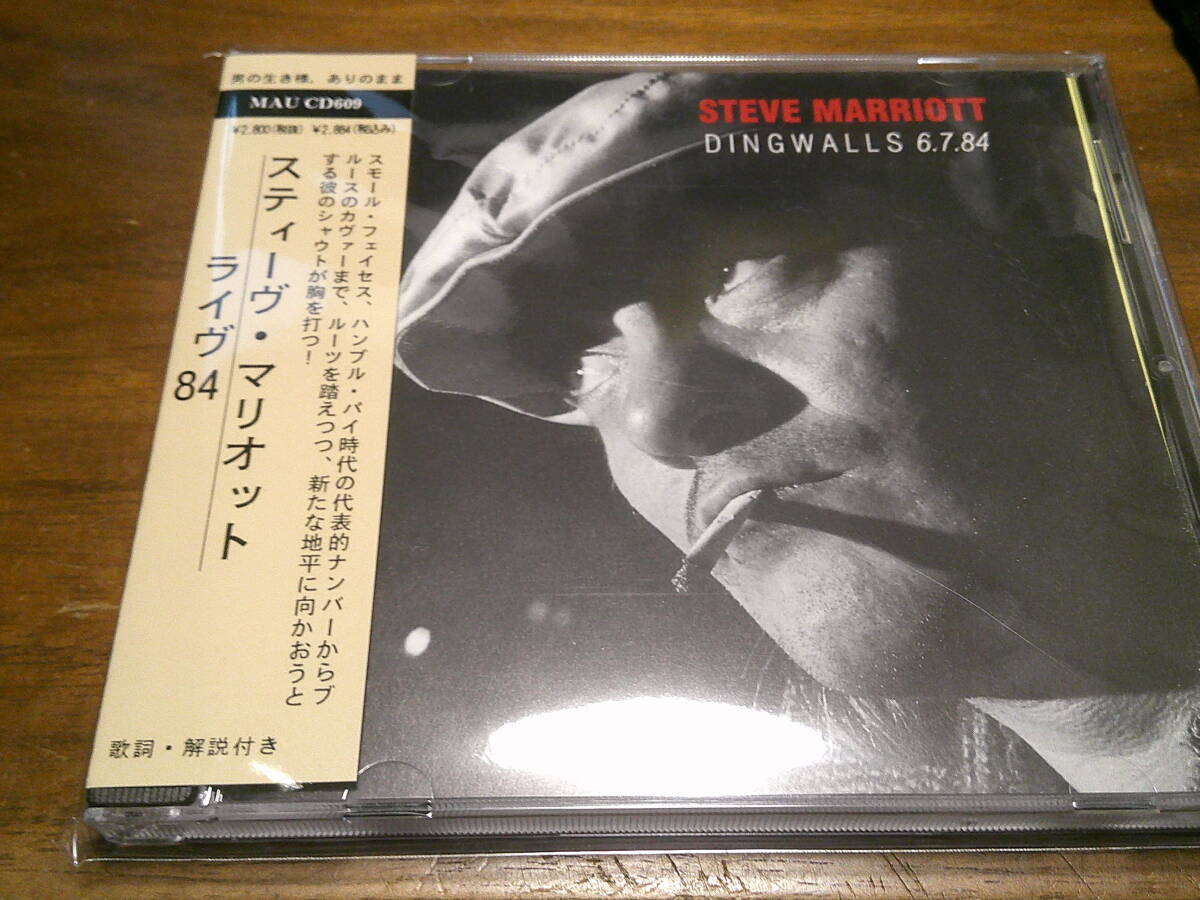 男の生き様, ありのまま
MAU CD609
¥2,800(税抜) ¥2,884(税込み)
スモール・フェイセス、ハンブル・パイ時代の代表的ナンバーからブ
ルースのカヴァーまで、ルーツを踏えつつ、新たな地平に向かおうと
する彼のシャウトが胸を打つ!
スティーヴ・マリオット
ライヴ84
歌詞・解説付き
STEVE MARRIOTT
DINGWALLS 6.7.84